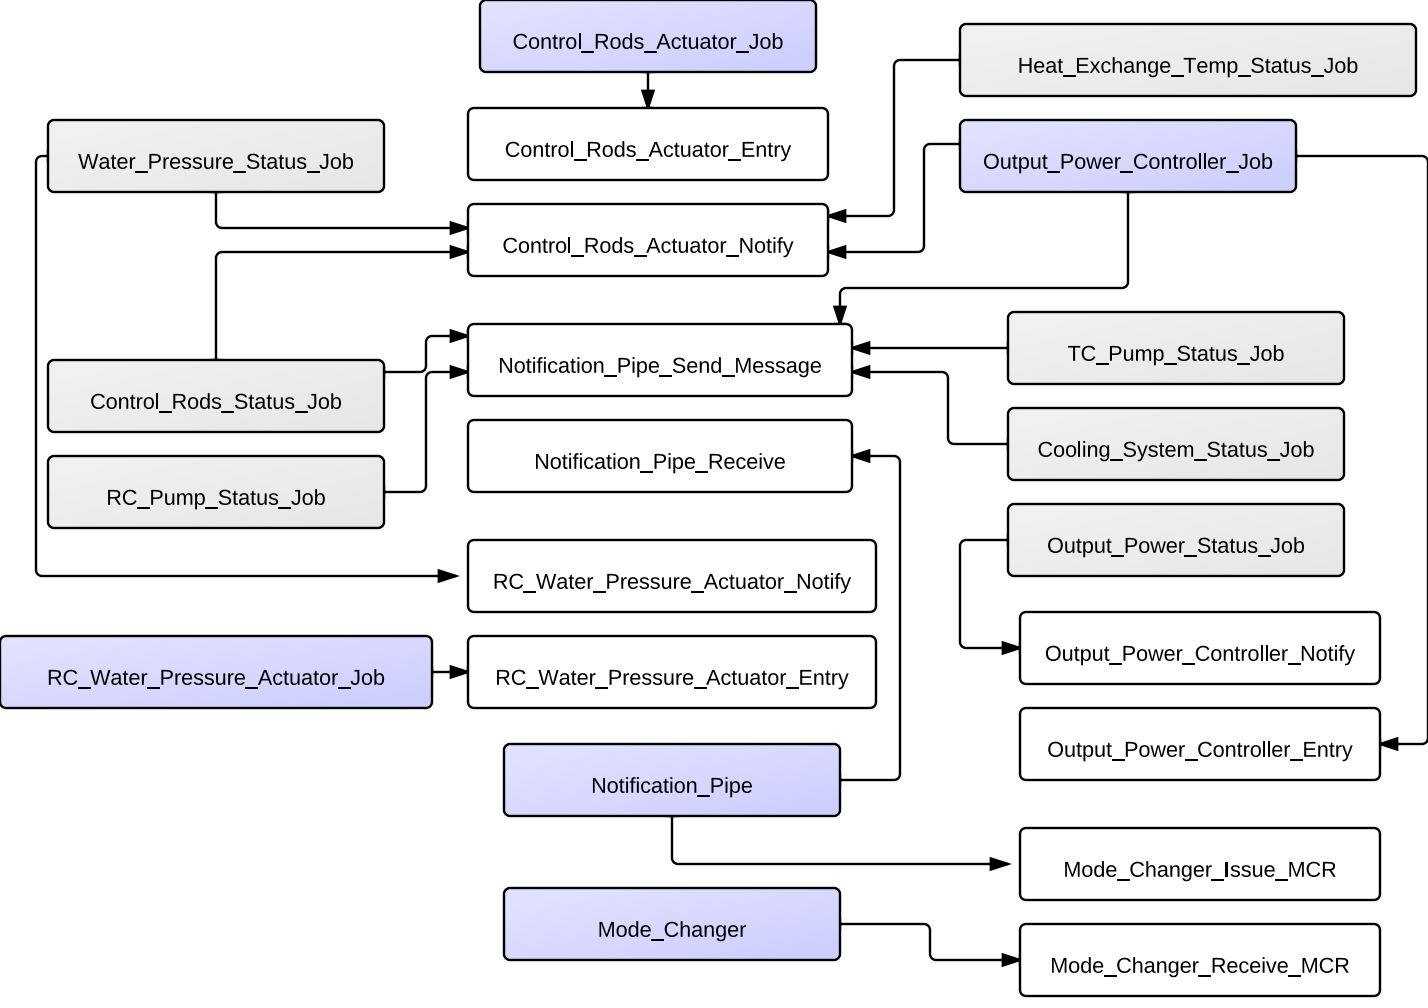 Control_Rods_Actuator_Job
Heat_Exchange_Temp_Status_Job
Control_Rods_Actuator_Entry
Water_Pressure_Status_Job
Output_Power_Controller_Job
Control_Rods_Actuator_Notify
TC_Pump_Status_Job
Notification_Pipe_Send_Message
Control_Rods_Status_Job
Cooling_System_Status_Job
Notification_Pipe_Receive
RC_Pump_Status_Job
Output_Power_Status_Job
RC_Water_Pressure_Actuator_Notify
Output_Power_Controller_Notify
RC_Water_Pressure_Actuator_Job
RC_Water_Pressure_Actuator_Entry
Output_Power_Controller_Entry
Notification_Pipe
Mode_Changer_Issue_MCR
Mode_Changer
Mode_Changer_Receive_MCR